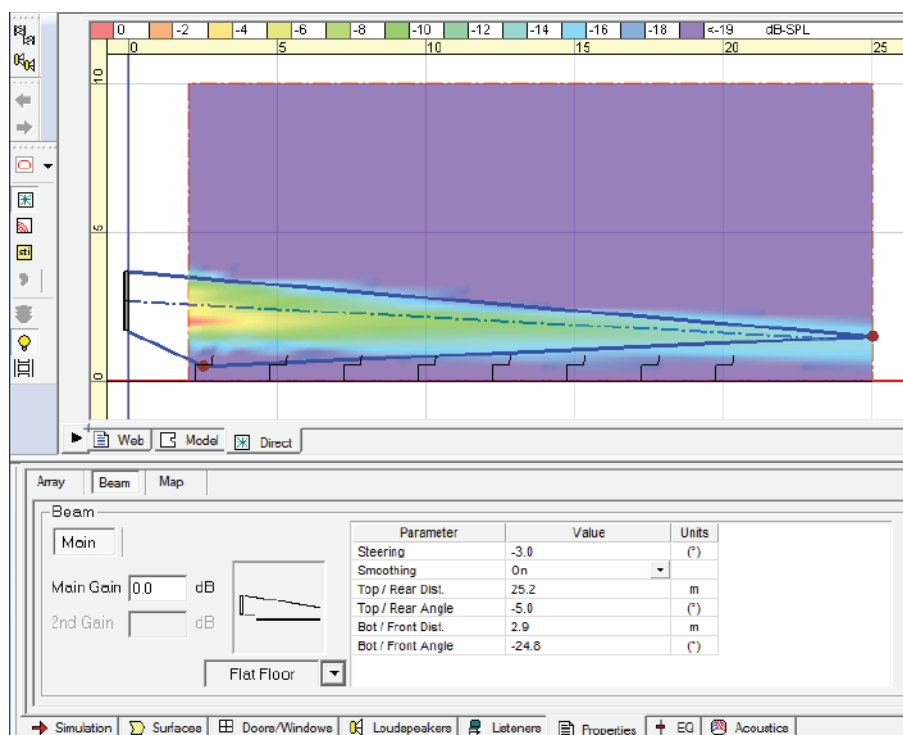 0 -2 -4 -6 -8 -10 -12 -14 -16 -18 <-19 dB-SPL
0 5 10 15 20 25
10
5
0
sti
Web Model Direct
Array Beam Map
Beam
Main
Main Gain 0.0 dB
2nd Gain dB
Flat Floor
Parameter Value Units
Steering -3.0 (°)
Smoothing On
Top / Rear Dist. 25.2 m
Top / Rear Angle -5.0 (°)
Bot / Front Dist. 2.9 m
Bot / Front Angle -24.8 (°)
Simulation Surfaces Doors/Windows Loudspeakers Listeners Properties EQ Acoustics